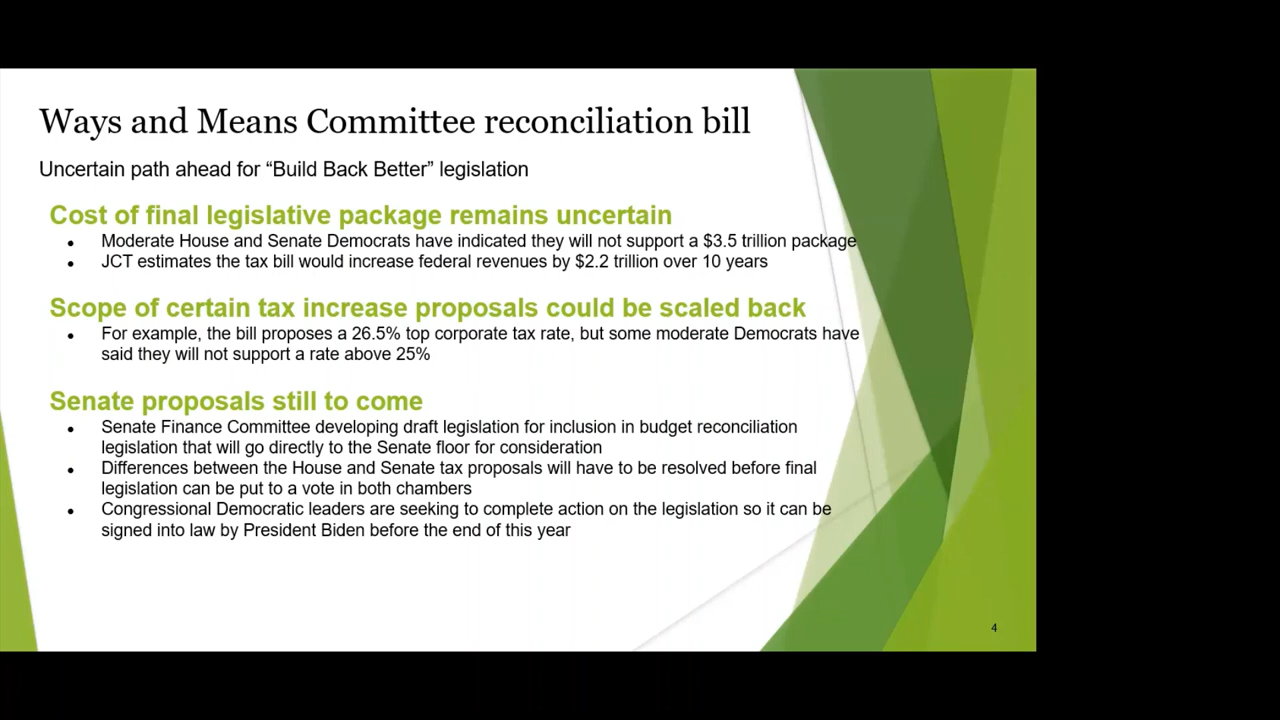 Ways and Means Committee reconciliation bill
Uncertain path ahead for “Build Back Better” legislation
Cost of final legislative package remains uncertain
• Moderate House and Senate Democrats have indicated they will not support a $3.5 trillion package
• JCT estimates the tax bill would increase federal revenues by $2.2 trillion over 10 years
Scope of certain tax increase proposals could be scaled back
• For example, the bill proposes a 26.5% top corporate tax rate, but some moderate Democrats have
said they will not support a rate above 25%
Senate proposals still to come
• Senate Finance Committee developing draft legislation for inclusion in budget reconciliation
legislation that will go directly to the Senate floor for consideration
• Differences between the House and Senate tax proposals will have to be resolved before final
legislation can be put to a vote in both chambers
• Congressional Democratic leaders are seeking to complete action on the legislation so it can be
signed into law by President Biden before the end of this year
4